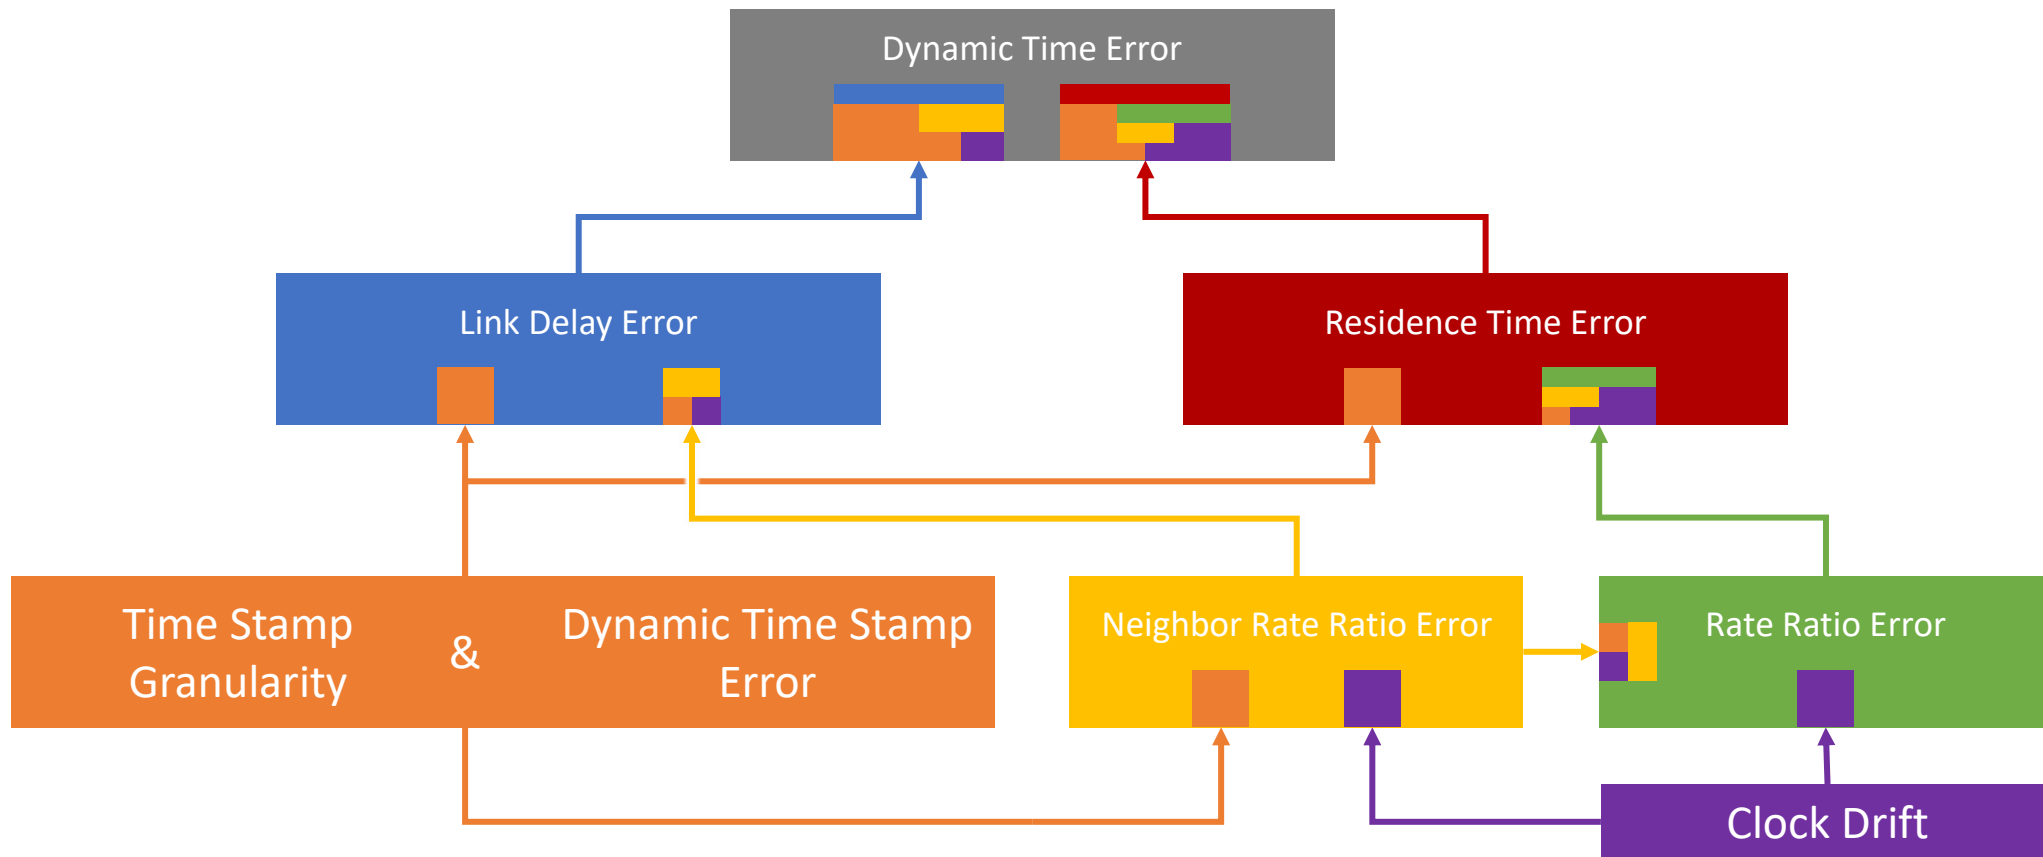 Dynamic Time Error
Link Delay Error
Residence Time Error
Time Stamp
Granularity
&
Dynamic Time Stamp
Error
Neighbor Rate Ratio Error
Rate Ratio Error
Clock Drift